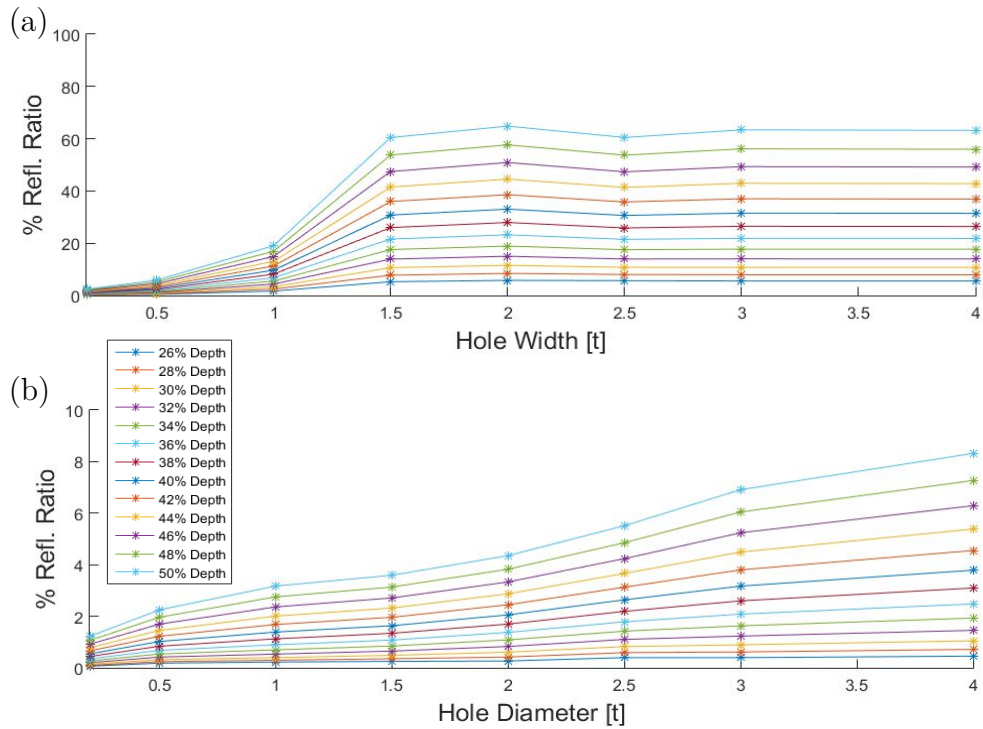 (a)
100
80
60
40
20
0
% Refl. Ratio
0.5 1 1.5 2 2.5 3 3.5 4
Hole Width [t]
26% Depth
28% Depth
30% Depth
32% Depth
34% Depth
36% Depth
38% Depth
40% Depth
42% Depth
44% Depth
46% Depth
48% Depth
50% Depth
(b)
10
8
6
4
2
0
% Refl. Ratio
0.5 1 1.5 2 2.5 3 3.5 4
Hole Diameter [t]